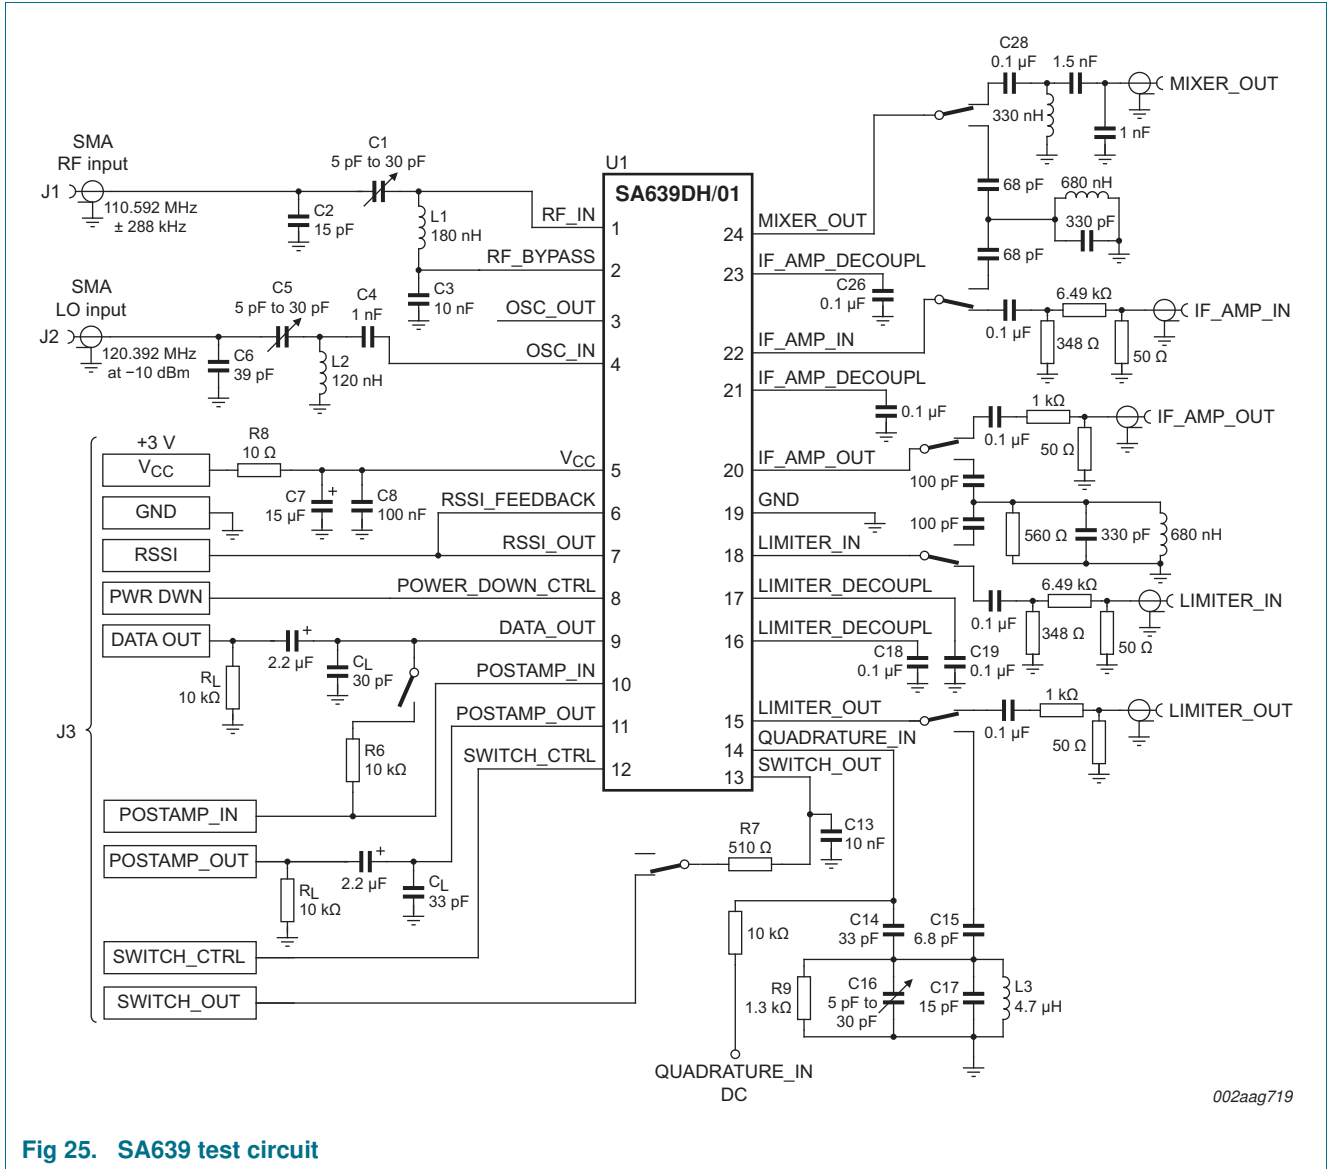 SMA
RF input
J1
110.592 MHz
± 288 kHz
C2
15 pF
C1
5 pF to 30 pF
L1
180 nH
C3
10 nF
SMA
LO input
J2
120.392 MHz
at −10 dBm
C6
39 pF
C5
5 pF to 30 pF
L2
120 nH
C4
1 nF
U1
SA639DH/01
RF_IN
1
RF_BYPASS
2
OSC_OUT
3
OSC_IN
4
VCC
5
RSSI_FEEDBACK
6
RSSI_OUT
7
POWER_DOWN_CTRL
8
DATA_OUT
9
POSTAMP_IN
10
POSTAMP_OUT
11
SWITCH_CTRL
12
J3
+3 V
VCC
R8
10 Ω
C7
15 µF
+
C8
100 nF
GND
RSSI
PWR DWN
DATA OUT
RL
10 kΩ
2.2 µF
+
CL
30 pF
R6
10 kΩ
POSTAMP_IN
POSTAMP_OUT
RL
10 kΩ
2.2 µF
+
CL
33 pF
SWITCH_CTRL
SWITCH_OUT
24
MIXER_OUT
23
IF_AMP_DECOUPL
C26
0.1 µF
22
IF_AMP_IN
21
IF_AMP_DECOUPL
0.1 µF
20
IF_AMP_OUT
19
GND
18
LIMITER_IN
17
LIMITER_DECOUPL
16
LIMITER_DECOUPL
C18
0.1 µF
C19
0.1 µF
15
LIMITER_OUT
14
QUADRATURE_IN
13
SWITCH_OUT
C28
0.1 µF
1.5 nF
330 nH
1 nF
MIXER_OUT
68 pF
680 nH
330 pF
68 pF
0.1 µF
6.49 kΩ
348 Ω
50 Ω
IF_AMP_IN
1 kΩ
0.1 µF
50 Ω
IF_AMP_OUT
100 pF
100 pF
560 Ω
330 pF
680 nH
0.1 µF
6.49 kΩ
348 Ω
50 Ω
LIMITER_IN
1 kΩ
0.1 µF
50 Ω
LIMITER_OUT
R7
510 Ω
C13
10 nF
10 kΩ
C14
33 pF
C15
6.8 pF
R9
1.3 kΩ
C16
5 pF to
30 pF
C17
15 pF
L3
4.7 µH
QUADRATURE_IN
DC
002aag719
Fig 25. SA639 test circuit